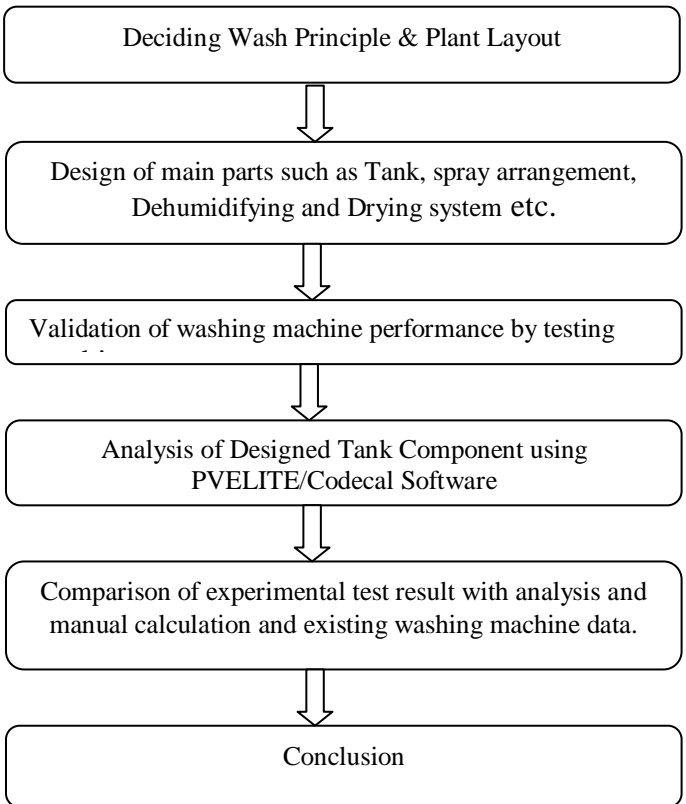 Deciding Wash Principle & Plant Layout
Design of main parts such as Tank, spray arrangement,
Dehumidifying and Drying system etc.
Validation of washing machine performance by testing
Analysis of Designed Tank Component using
PVELITE/Codecal Software
Comparison of experimental test result with analysis and
manual calculation and existing washing machine data.
Conclusion